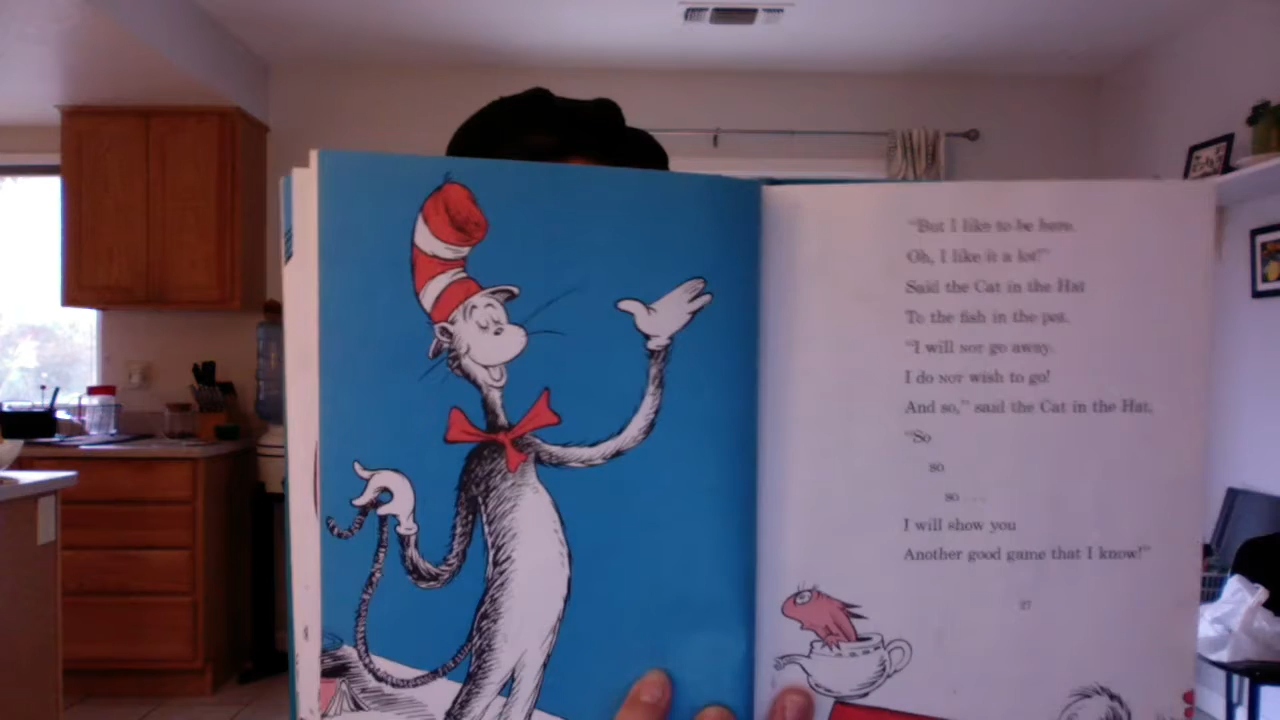 "But I like to be here.
Oh, I like it a lot!"
Said the Cat in the Hat
To the fish in the pot.
"I will NOT go away.
I do NOT wish to go!
And so," said the Cat in the Hat,
"So
so
so . . .
I will show you
Another good game that I know!"
27